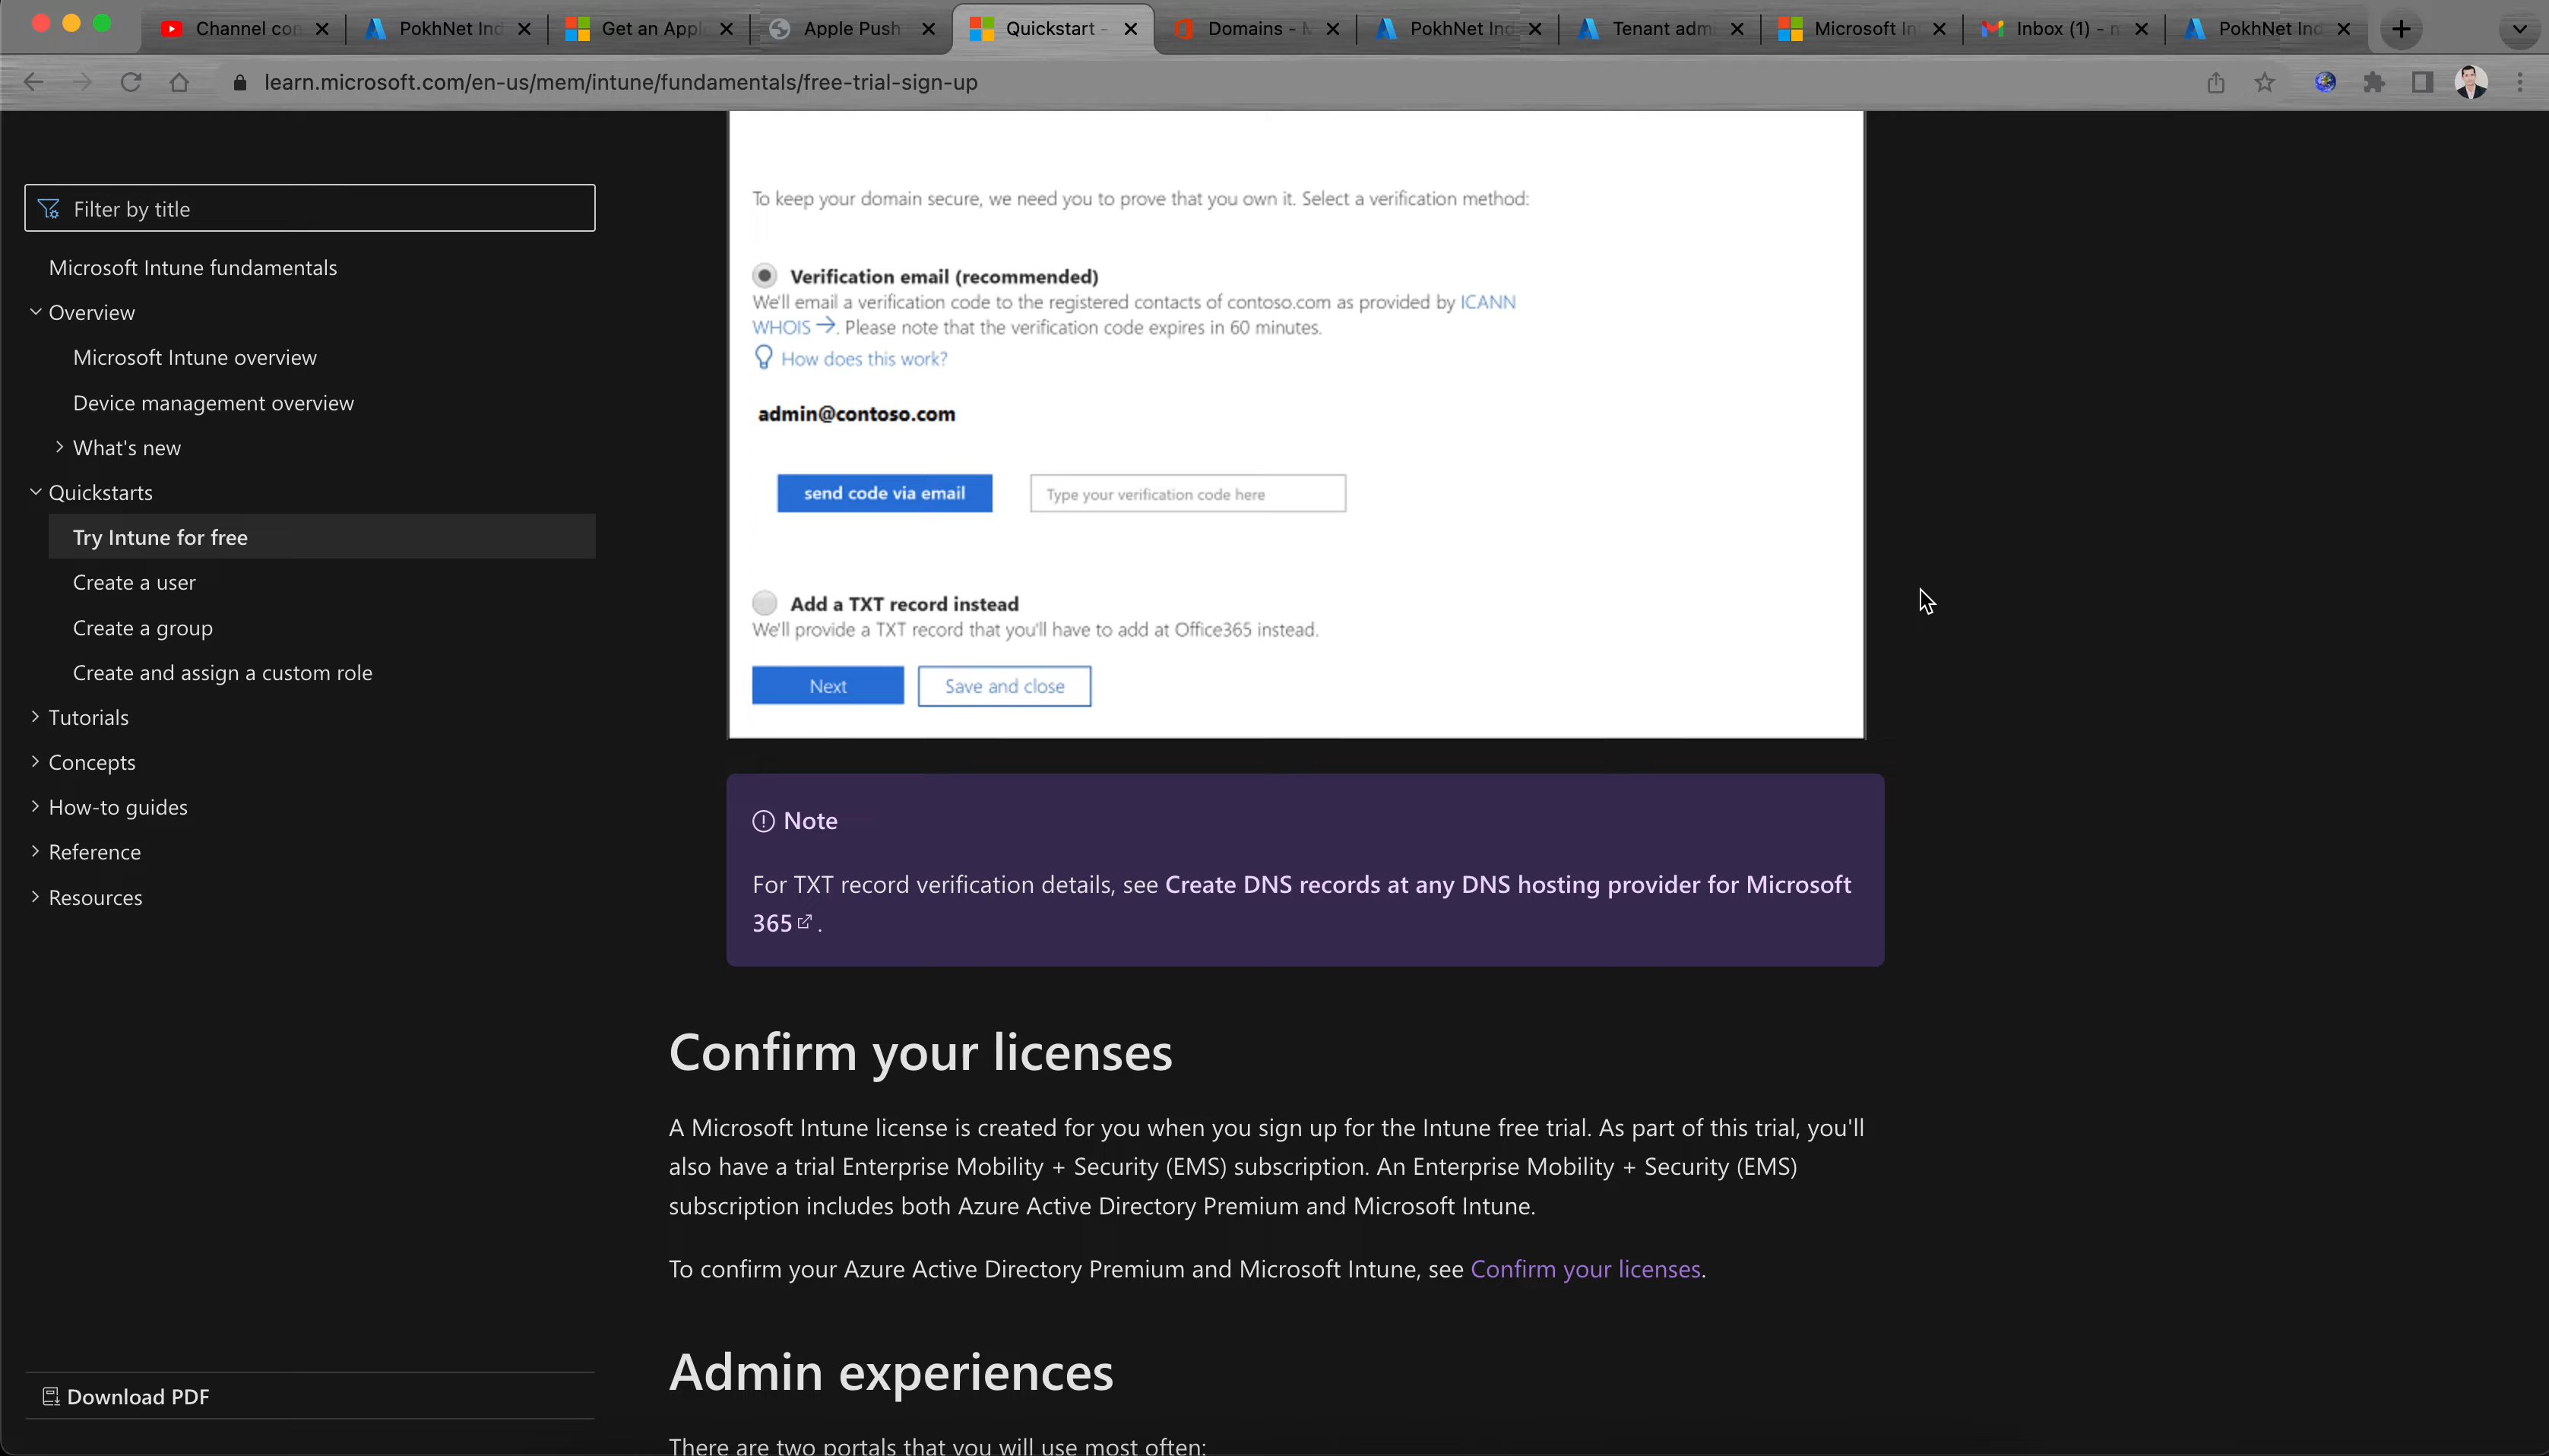 Channel con
PokhNet Ind
Get an Apple
Apple Push
Quickstart -
Domains - M
PokhNet Ind
Tenant adm
Microsoft In
Inbox (1) - n
PokhNet Ind
learn.microsoft.com/en-us/mem/intune/fundamentals/free-trial-sign-up
Filter by title
Microsoft Intune fundamentals
Overview
Microsoft Intune overview
Device management overview
What's new
Quickstarts
Try Intune for free
Create a user
Create a group
Create and assign a custom role
Tutorials
Concepts
How-to guides
Reference
Resources
Download PDF
To keep your domain secure, we need you to prove that you own it. Select a verification method:
Verification email (recommended)
We'll email a verification code to the registered contacts of contoso.com as provided by ICANN
WHOIS →. Please note that the verification code expires in 60 minutes.
How does this work?
admin@contoso.com
send code via email
Type your verification code here
Add a TXT record instead
We'll provide a TXT record that you'll have to add at Office365 instead.
Next
Save and close
Note
For TXT record verification details, see Create DNS records at any DNS hosting provider for Microsoft
365.
Confirm your licenses
A Microsoft Intune license is created for you when you sign up for the Intune free trial. As part of this trial, you'll
also have a trial Enterprise Mobility + Security (EMS) subscription. An Enterprise Mobility + Security (EMS)
subscription includes both Azure Active Directory Premium and Microsoft Intune.
To confirm your Azure Active Directory Premium and Microsoft Intune, see Confirm your licenses.
Admin experiences
There are two portals that you will use most often: